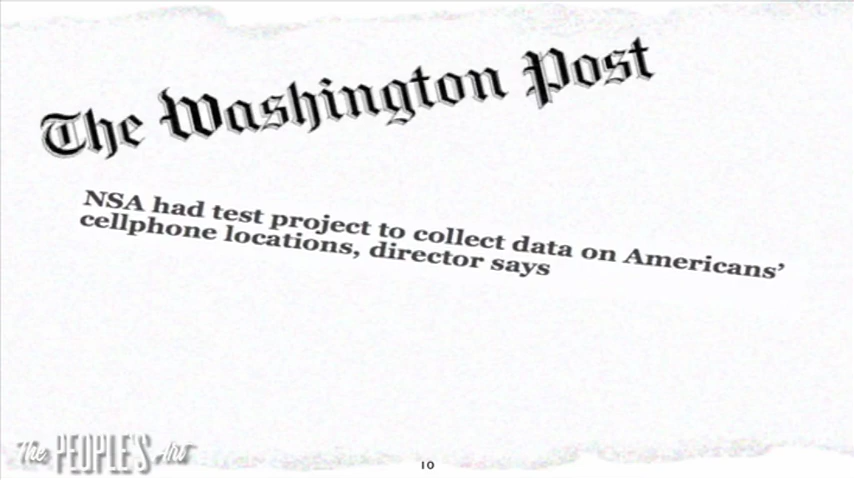 The Washington Post
NSA had test project to collect data on Americans’
cellphone locations, director says
The PEOPLE'S Art
10